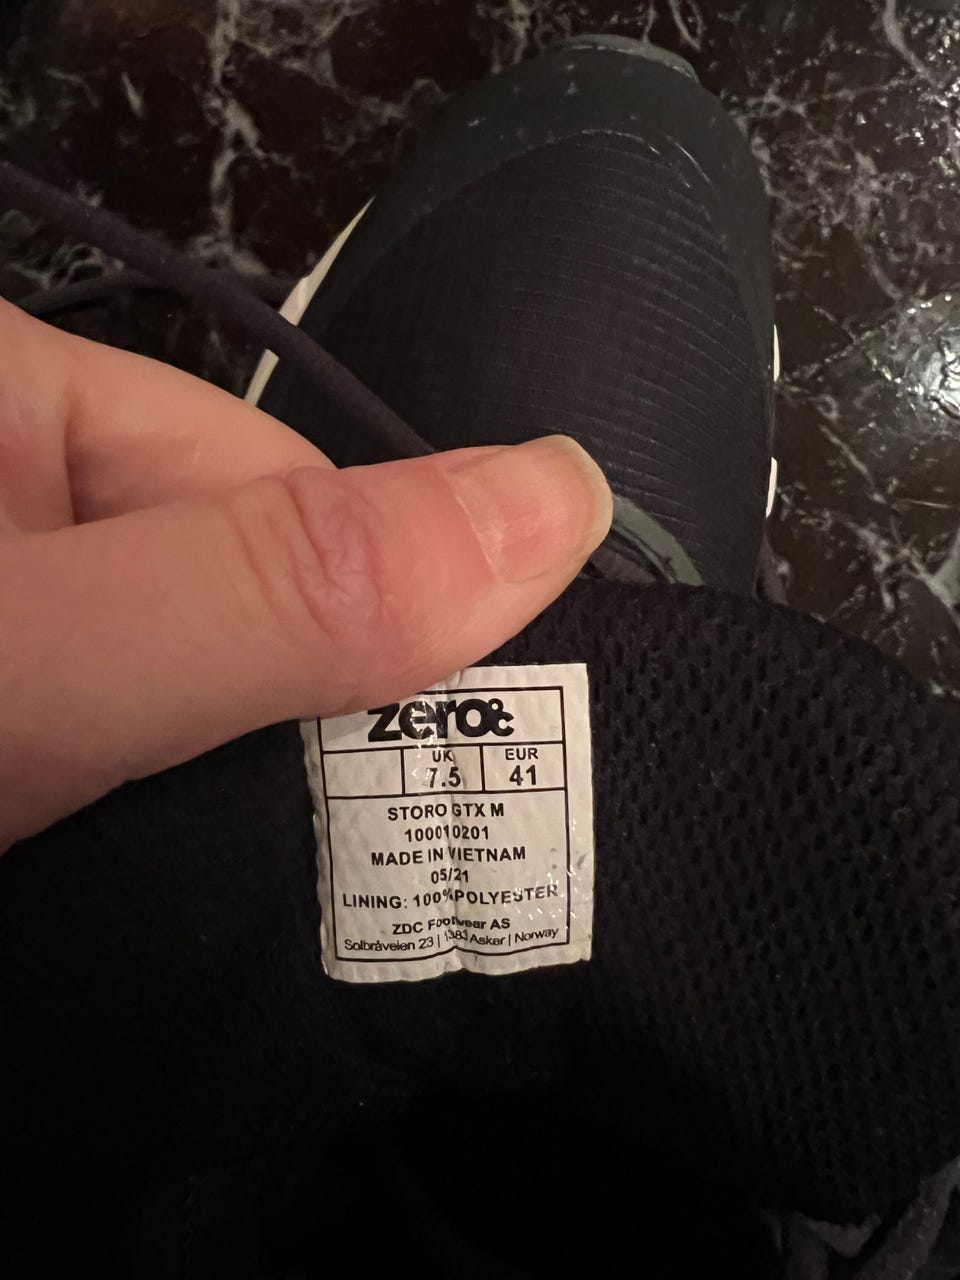 zero°c
UK EUR
7.5 41
STORO GTX M
100010201
MADE IN VIETNAM
05/21
LINING: 100% POLYESTER
ZDC Footwear AS
Solbråveien 23 | 1383 Asker | Norway